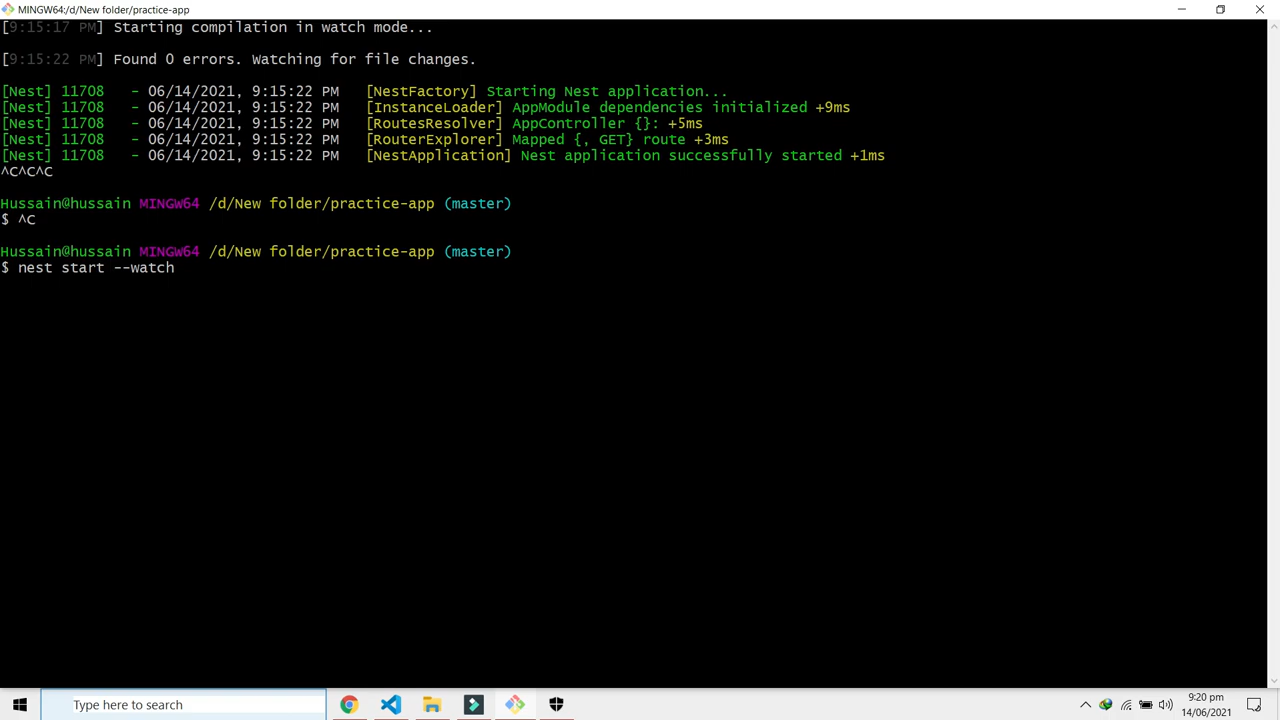 MINGW64:/d/New folder/practice-app
[9:15:17 PM] Starting compilation in watch mode...
[9:15:22 PM] Found 0 errors. Watching for file changes.
[Nest] 11708   - 06/14/2021, 9:15:22 PM   [NestFactory] Starting Nest application...
[Nest] 11708   - 06/14/2021, 9:15:22 PM   [InstanceLoader] AppModule dependencies initialized +9ms
[Nest] 11708   - 06/14/2021, 9:15:22 PM   [RoutesResolver] AppController {}: +5ms
[Nest] 11708   - 06/14/2021, 9:15:22 PM   [RouterExplorer] Mapped {, GET} route +3ms
[Nest] 11708   - 06/14/2021, 9:15:22 PM   [NestApplication] Nest application successfully started +1ms
^C^C^C
Hussain@hussain MINGW64 /d/New folder/practice-app (master)
$ ^C
Hussain@hussain MINGW64 /d/New folder/practice-app (master)
$ nest start --watch
Type here to search
9:20 pm
14/06/2021